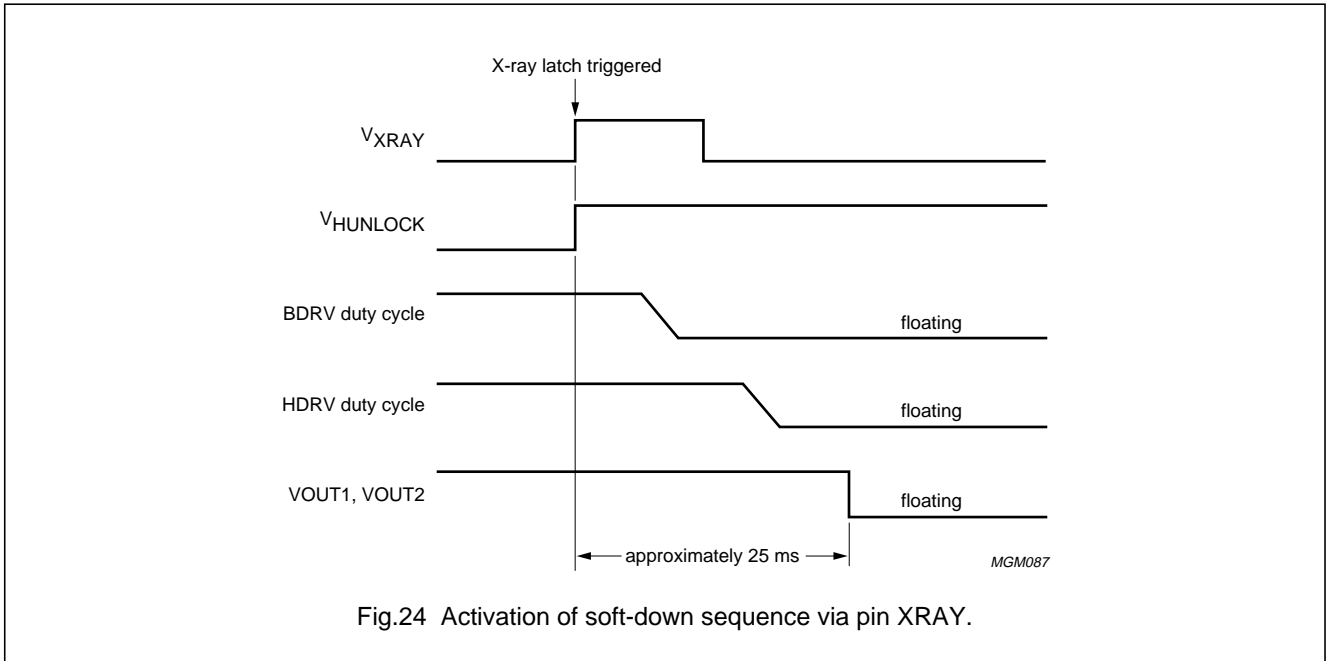 X-ray latch triggered
VXRAY
VHUNLOCK
BDRV duty cycle
floating
HDRV duty cycle
floating
VOUT1, VOUT2
floating
approximately 25 ms
MGM087
Fig.24 Activation of soft-down sequence via pin XRAY.